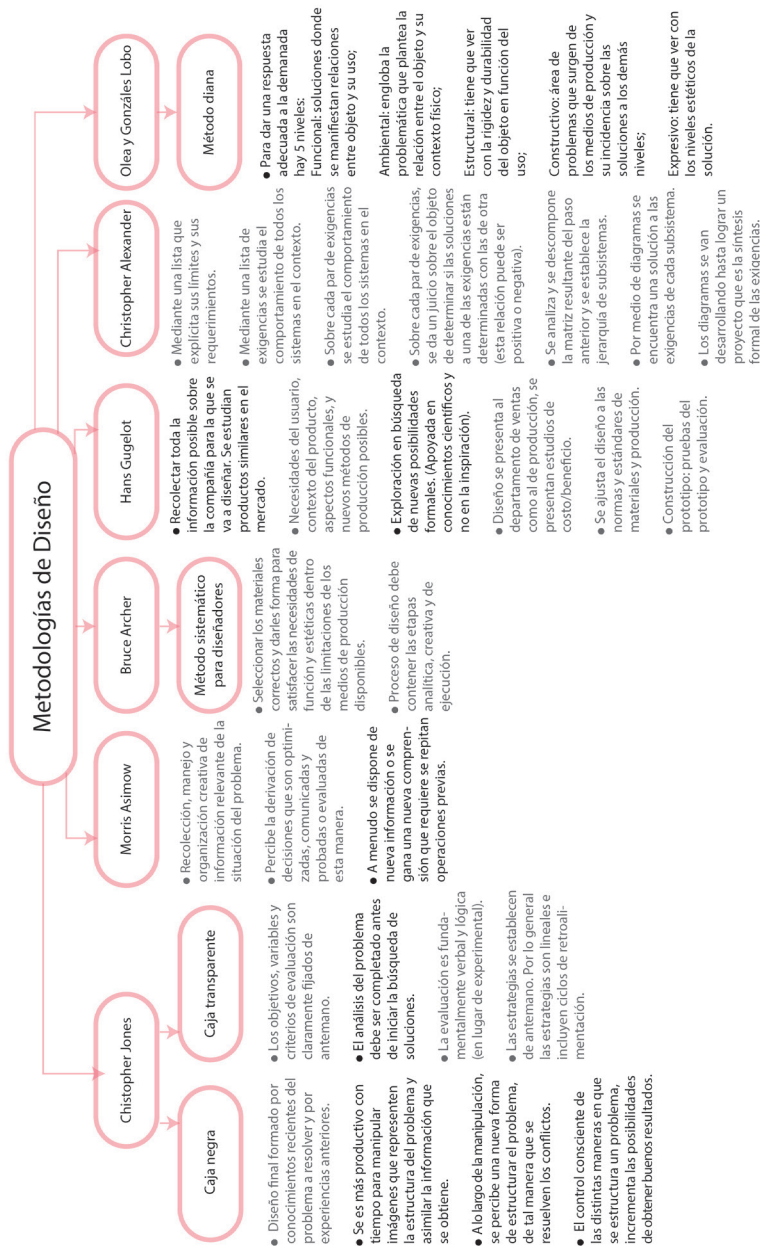 Metodologías de Diseño
Chistopher Jones
Caja negra
● Diseño final formado por
conocimientos recientes del
problema a resolver y por
experiencias anteriores.
● Se es más productivo con
tiempo para manipular
imágenes que representen
la estructura del problema y
asimilar la información que
se obtiene.
● A lo largo de la manipulación,
se percibe una nueva forma
de estructurar el problema,
de tal manera que se
resuelven los conflictos.
● El control consciente de
las distintas maneras en que
se estructura un problema,
incrementa las posibilidades
de obtener buenos resultados.
Caja transparente
● Los objetivos, variables y
criterios de evaluación son
claramente fijados de
antemano.
● El análisis del problema
debe ser completado antes
de iniciar la búsqueda de
soluciones.
● La evaluación es funda-
mentalmente verbal y lógica
(en lugar de experimental).
● Las estrategias se establecen
de antemano. Por lo general
las estrategias son lineales e
incluyen ciclos de retroali-
mentación.
Morris Asimow
● Recolección, manejo y
organización creativa de
información relevante de la
situación del problema.
● Percibe la derivación de
decisiones que son optimi-
zadas, comunicadas y
probadas o evaluadas de
esta manera.
● A menudo se dispone de
nueva información o se
gana una nueva compren-
sión que requiere se repitan
operaciones previas.
Bruce Archer
Método sistemático
para diseñadores
● Seleccionar los materiales
correctos y darles forma para
satisfacer las necesidades de
función y estéticas dentro
de las limitaciones de los
medios de producción
disponibles.
● Proceso de diseño debe
contener las etapas
analítica, creativa y de
ejecución.
Hans Gugelot
● Recolectar toda la
información posible sobre
la compañía para la que se
va a diseñar. Se estudian
productos similares en el
mercado.
● Necesidades del usuario,
contexto del producto,
aspectos funcionales, y
nuevos métodos de
producción posibles.
● Exploración en búsqueda
de nuevas posibilidades
formales. (Apoyada en
conocimientos científicos y
no en la inspiración).
● Diseño se presenta al
departamento de ventas
como al de producción, se
presentan estudios de
costo/beneficio.
● Se ajusta el diseño a las
normas y estándares de
materiales y producción.
● Construcción del
prototipo: pruebas del
prototipo y evaluación.
Christopher Alexander
● Mediante una lista que
explícita sus límites y sus
requerimientos.
● Mediante una lista de
exigencias se estudia el
comportamiento de todos los
sistemas en el contexto.
● Sobre cada par de exigencias
se estudia el comportamiento
de todos los sistemas en el
contexto.
● Sobre cada par de exigencias,
se da un juicio sobre el objeto
de determinar si las soluciones
a una de las exigencias están
determinadas con las de otra
(esta relación puede ser
positiva o negativa).
● Se analiza y se descompone
la matriz resultante del paso
anterior y se establece la
jerarquía de subsistemas.
● Por medio de diagramas se
encuentra una solución a las
exigencias de cada subsistema.
● Los diagramas se van
desarrollando hasta lograr un
proyecto que es la síntesis
formal de las exigencias.
Olea y Gonzáles Lobo
Método diana
● Para dar una respuesta
adecuada a la demanada
hay 5 niveles:
Funcional: soluciones donde
se manifiestan relaciones
entre objeto y su uso;
Ambiental: engloba la
problemática que plantea la
relación entre el objeto y su
contexto físico;
Estructural: tiene que ver
con la rigidez y durabilidad
del objeto en función del
uso;
Constructivo: área de
problemas que surgen de
los medios de producción y
su incidencia sobre las
soluciones a los demás
niveles;
Expresivo: tiene que ver con
los niveles estéticos de la
solución.